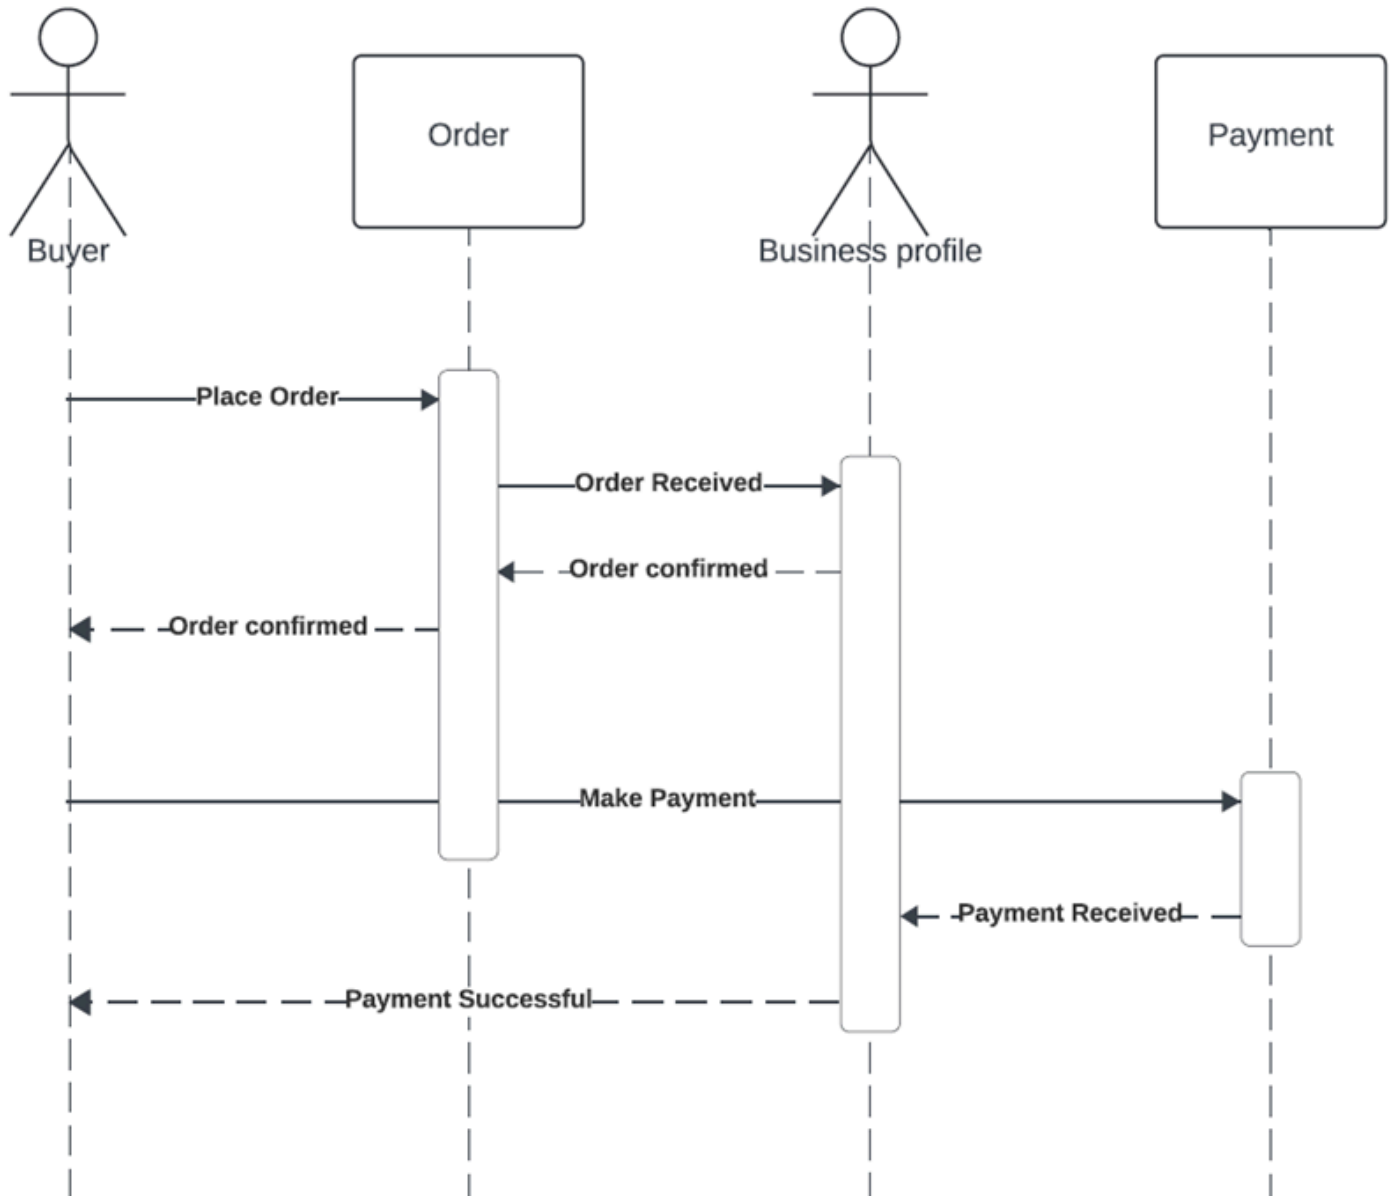 Order
Payment
Buyer
Business profile
Place Order
Order Received
Order confirmed
Order confirmed
Make Payment
Payment Received
Payment Successful